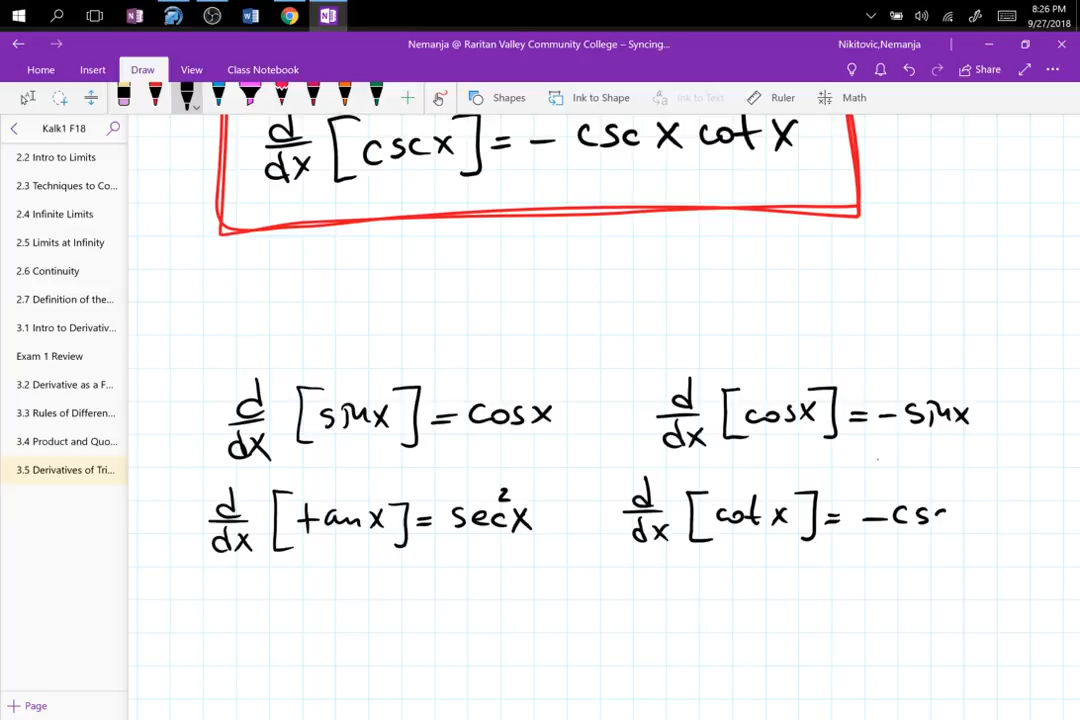 8:26 PM
9/27/2018
Nemanja @ Raritan Valley Community College – Syncing...
Nikitovic,Nemanja
Home Insert Draw View Class Notebook
Share
Shapes Ink to Shape Ink to Text Ruler Math
Kalk1 F18
2.2 Intro to Limits
2.3 Techniques to Co...
2.4 Infinite Limits
2.5 Limits at Infinity
2.6 Continuity
2.7 Definition of the...
3.1 Intro to Derivativ...
Exam 1 Review
3.2 Derivative as a F...
3.3 Rules of Differen...
3.4 Product and Quo...
3.5 Derivatives of Tri...
Page
d/dx [csc x] = - csc x cot x
d/dx [sin x] = cos x
d/dx [cos x] = - sin x
d/dx [tan x] = sec² x
d/dx [cot x] = - cs